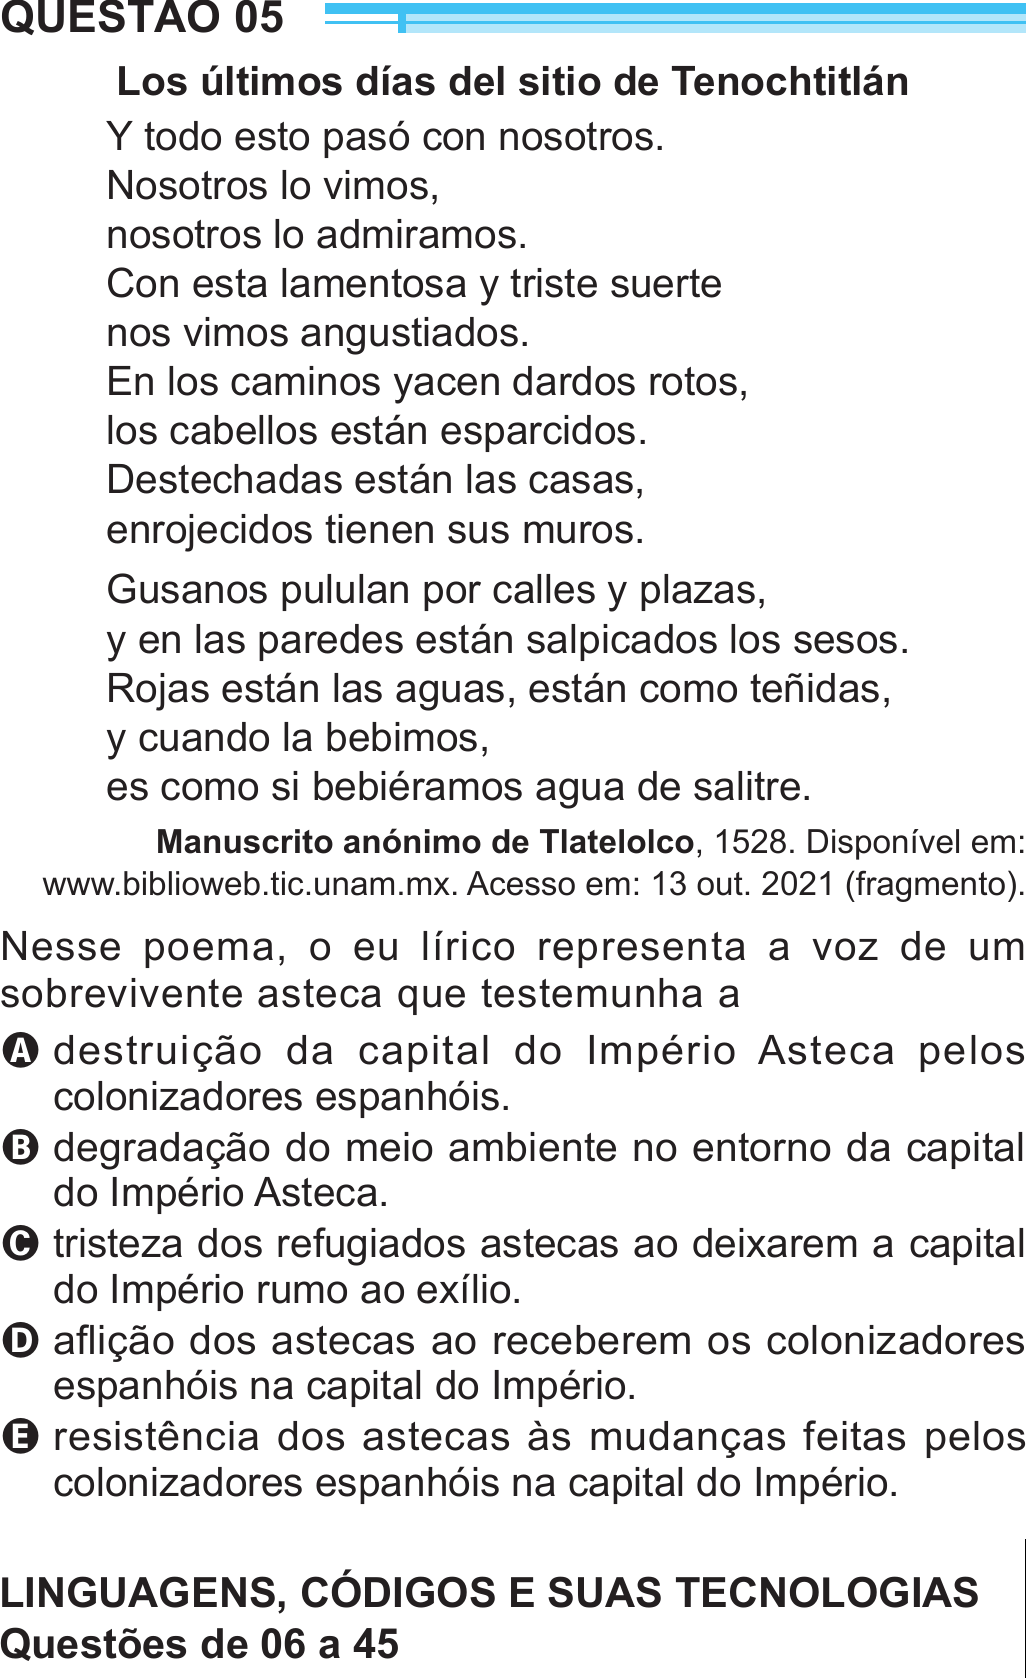 QUESTÃO 05
Los últimos días del sitio de Tenochtitlán
Y todo esto pasó con nosotros.
Nosotros lo vimos,
nosotros lo admiramos.
Con esta lamentosa y triste suerte
nos vimos angustiados.
En los caminos yacen dardos rotos,
los cabellos están esparcidos.
Destechadas están las casas,
enrojecidos tienen sus muros.
Gusanos pululan por calles y plazas,
y en las paredes están salpicados los sesos.
Rojas están las aguas, están como teñidas,
y cuando la bebimos,
es como si bebiéramos agua de salitre.
Manuscrito anónimo de Tlatelolco, 1528. Disponível em:
www.biblioweb.tic.unam.mx. Acesso em: 13 out. 2021 (fragmento).
Nesse poema, o eu lírico representa a voz de um
sobrevivente asteca que testemunha a
A destruição da capital do Império Asteca pelos
colonizadores espanhóis.
B degradação do meio ambiente no entorno da capital
do Império Asteca.
C tristeza dos refugiados astecas ao deixarem a capital
do Império rumo ao exílio.
D aflição dos astecas ao receberem os colonizadores
espanhóis na capital do Império.
E resistência dos astecas às mudanças feitas pelos
colonizadores espanhóis na capital do Império.
LINGUAGENS, CÓDIGOS E SUAS TECNOLOGIAS
Questões de 06 a 45